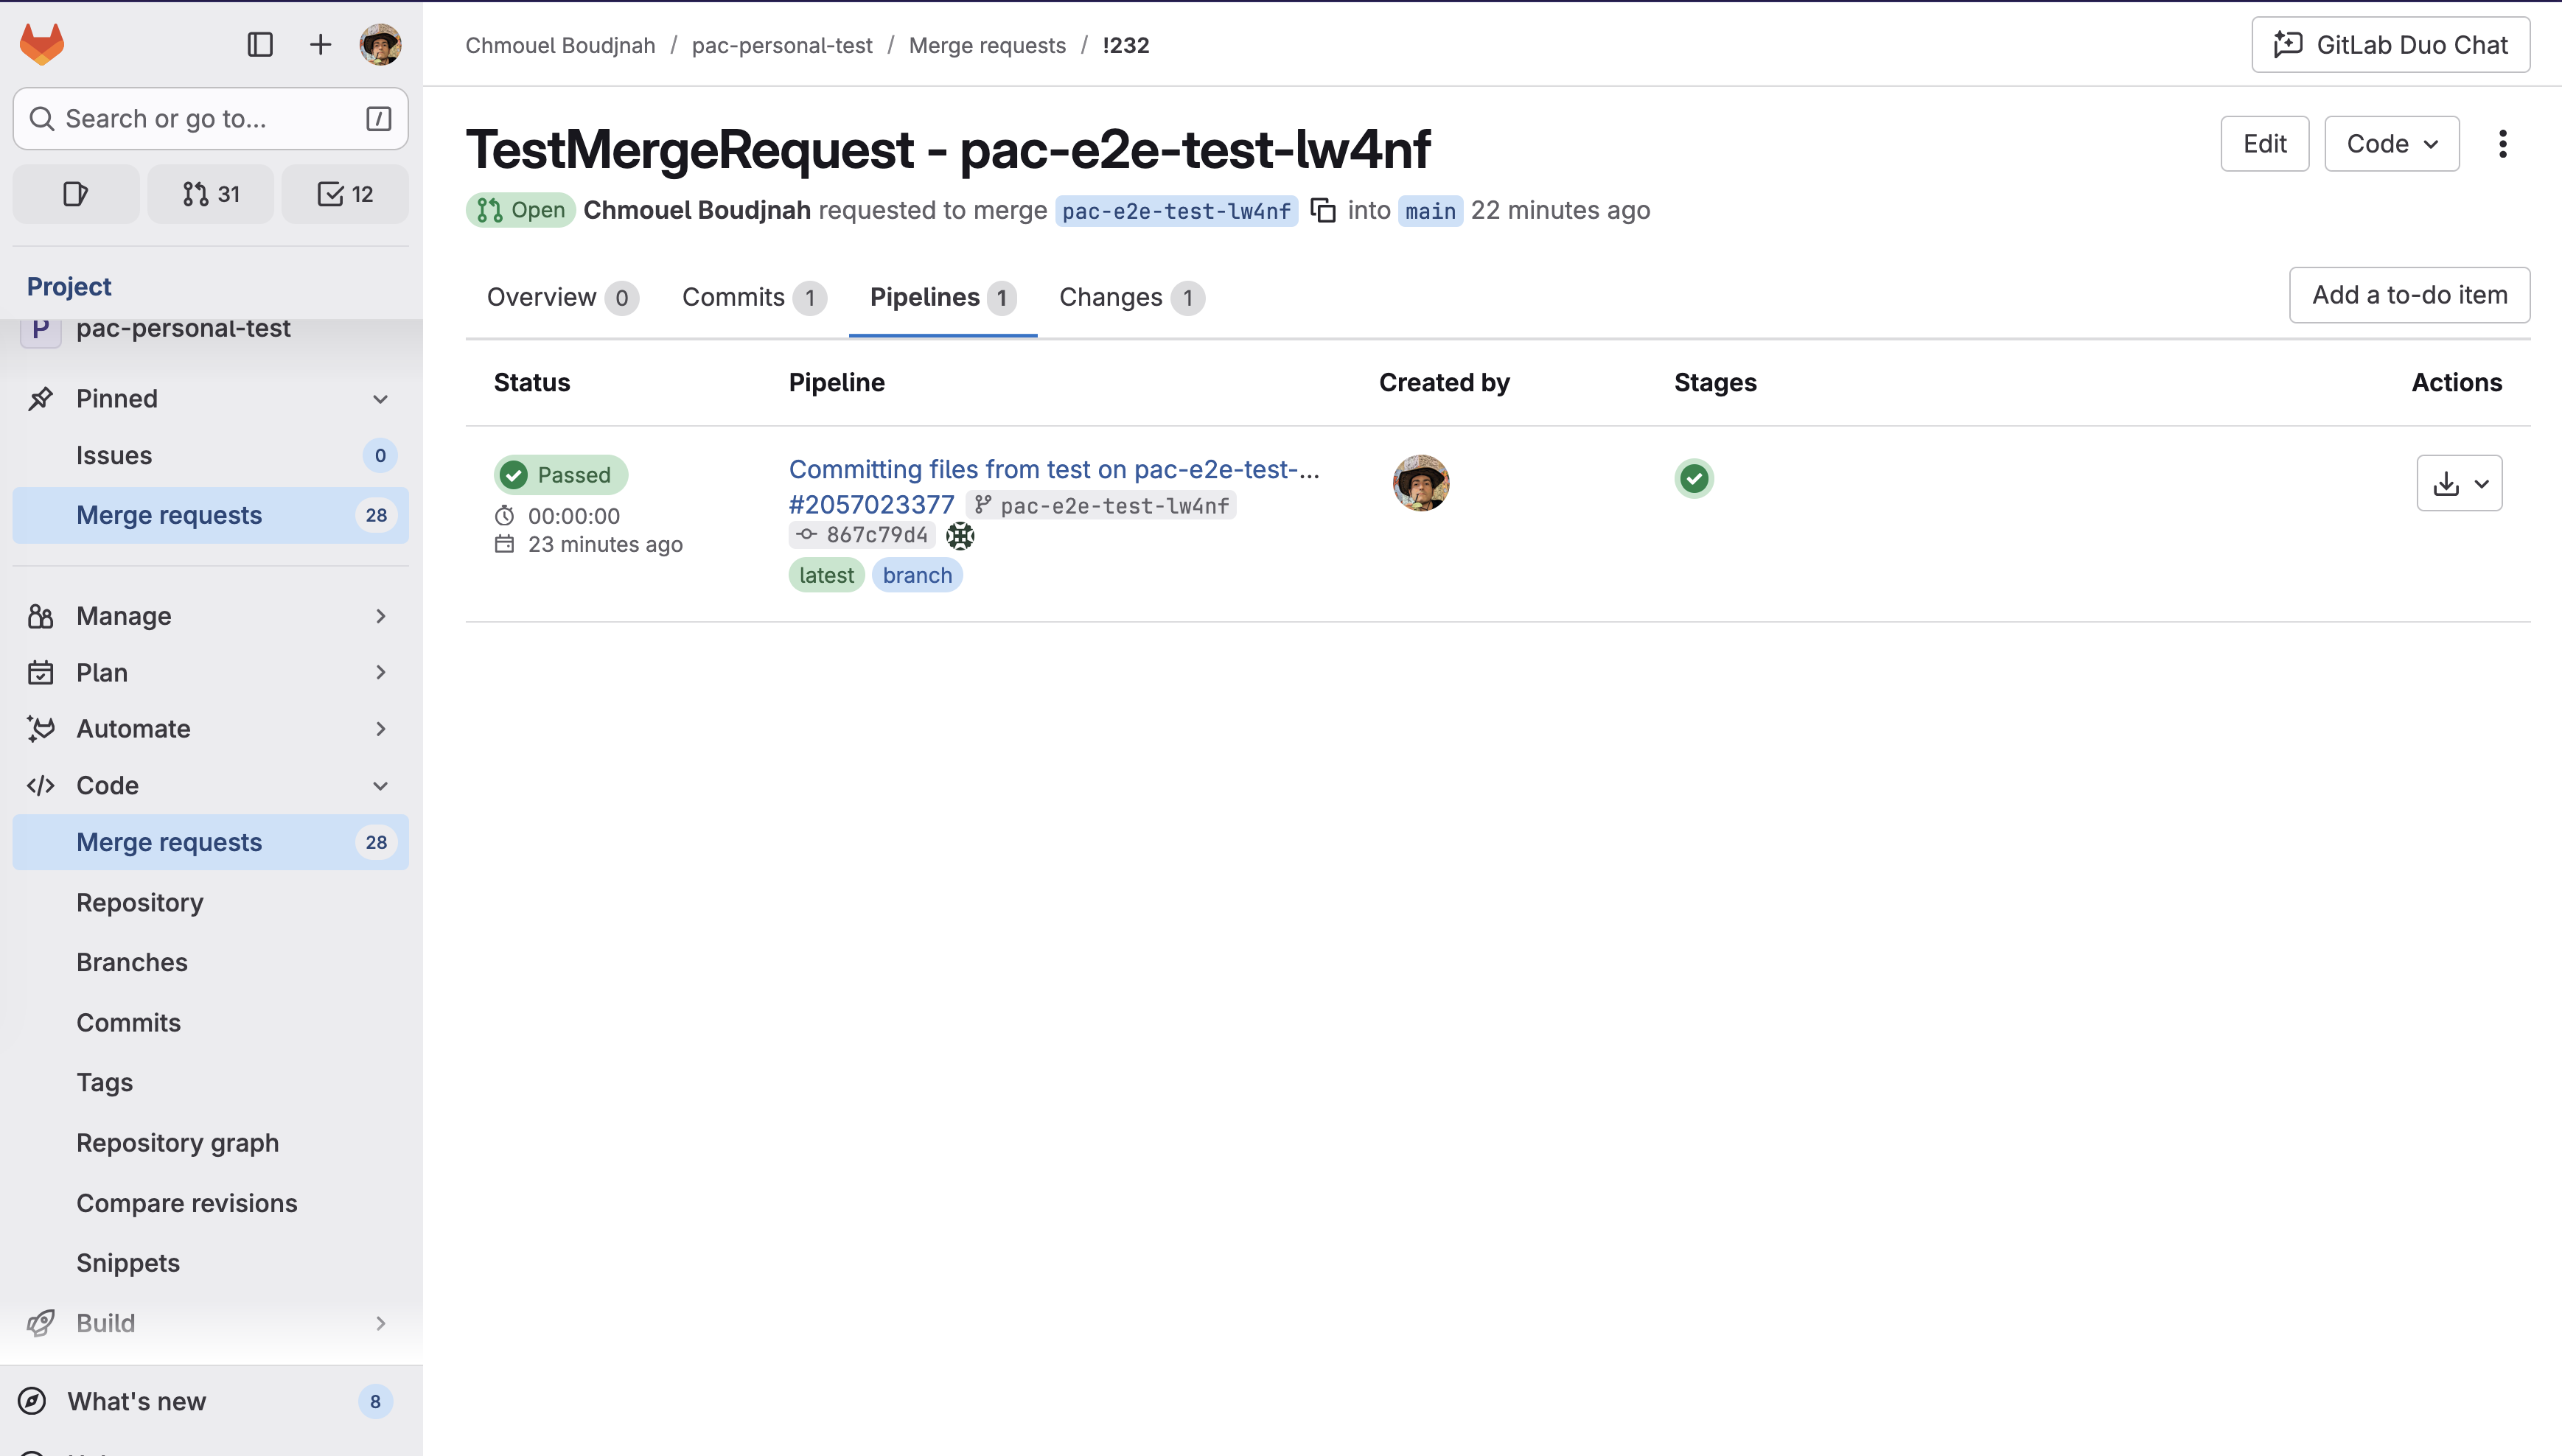 Chmouel Boudjnah / pac-personal-test / Merge requests / !232
GitLab Duo Chat
Search or go to...
/
31
12
Project
P pac-personal-test
Pinned
Issues 0
Merge requests 28
Manage
Plan
Automate
Code
Merge requests 28
Repository
Branches
Commits
Tags
Repository graph
Compare revisions
Snippets
Build
What's new 8
TestMergeRequest - pac-e2e-test-lw4nf
Edit
Code
Open Chmouel Boudjnah requested to merge pac-e2e-test-lw4nf into main 22 minutes ago
Overview 0 Commits 1 Pipelines 1 Changes 1
Add a to-do item
Status Pipeline Created by Stages Actions
Passed
00:00:00
23 minutes ago
Committing files from test on pac-e2e-test-...
#2057023377 pac-e2e-test-lw4nf
867c79d4
latest branch